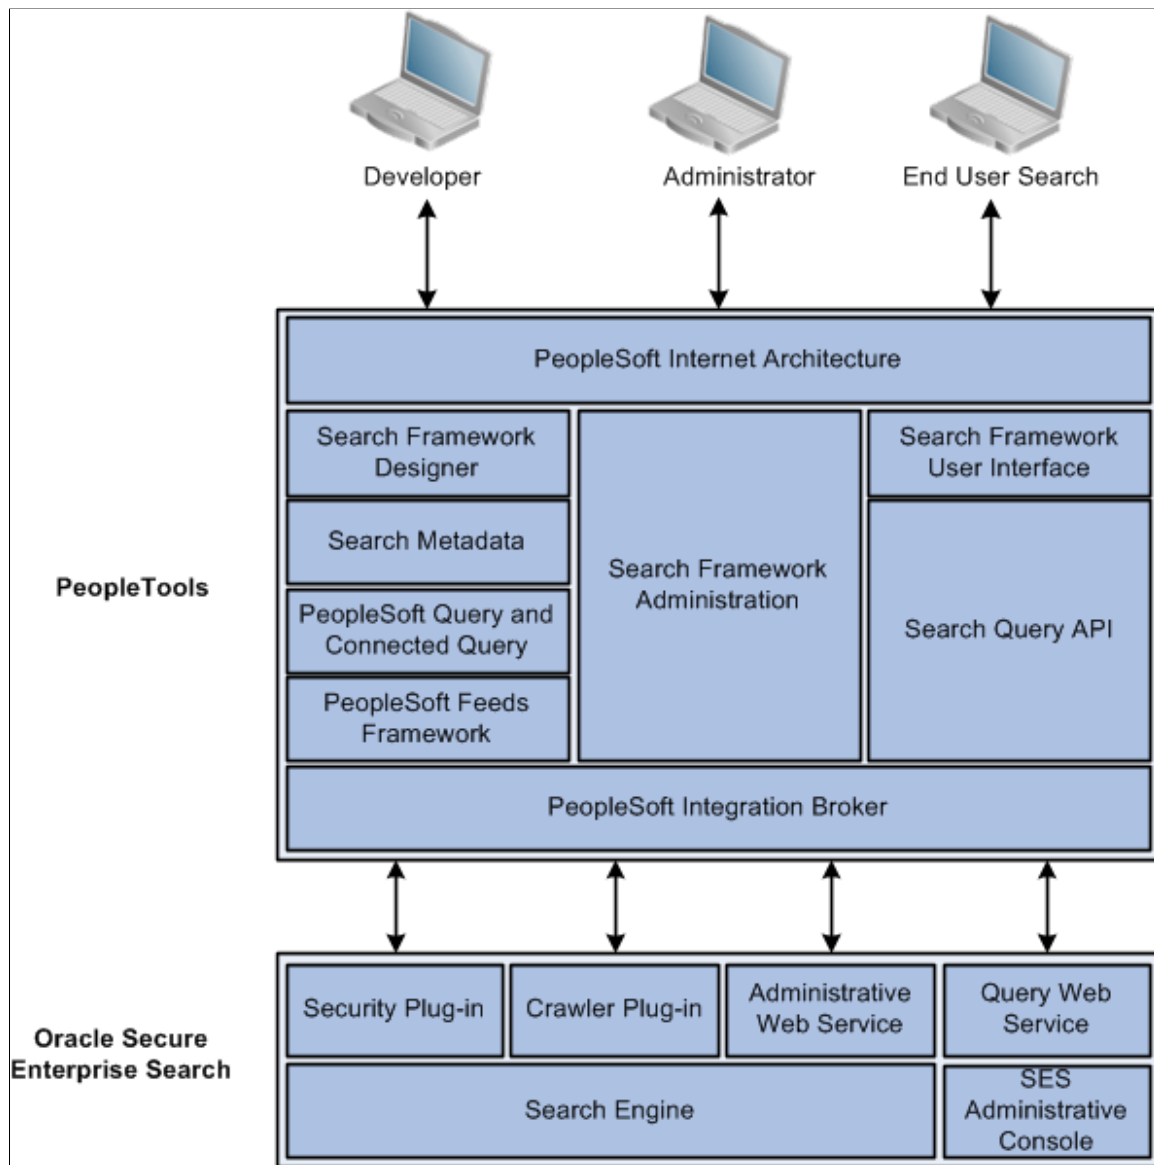 Developer
Administrator
End User Search
PeopleSoft Internet Architecture
Search Framework
Designer
Search Metadata
PeopleSoft Query and
Connected Query
PeopleSoft Feeds
Framework
Search Framework
Administration
Search Framework
User Interface
Search Query API
PeopleTools
PeopleSoft Integration Broker
Security Plug-in
Crawler Plug-in
Administrative
Web Service
Query Web
Service
Oracle Secure
Enterprise Search
Search Engine
SES
Administrative
Console